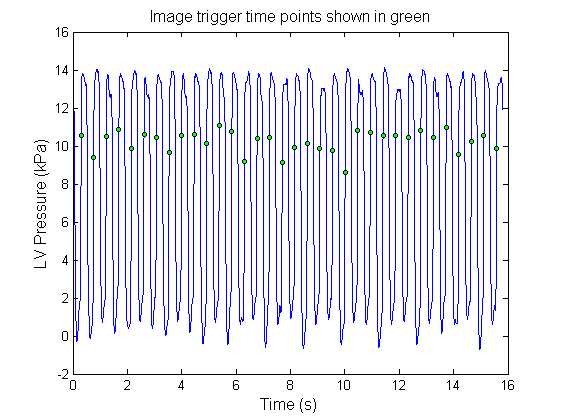 Image trigger time points shown in green
16
14
12
10
8
6
4
2
0
-2
LV Pressure (kPa)
0 2 4 6 8 10 12 14 16
Time (s)